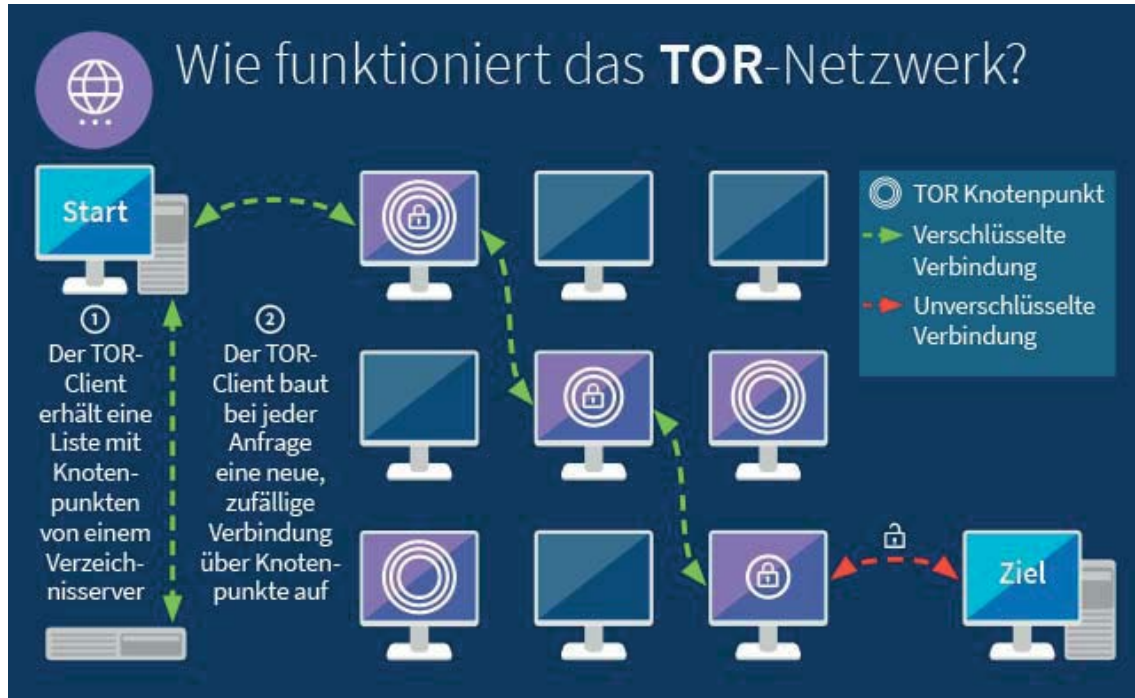 Wie funktioniert das TOR-Netzwerk?
Start
①
Der TOR-
Client
erhält eine
Liste mit
Knoten-
punkten
von einem
Verzeich-
nisserver
②
Der TOR-
Client baut
bei jeder
Anfrage
eine neue,
zufällige
Verbindung
über Knoten-
punkte auf
TOR Knotenpunkt
Verschlüsselte
Verbindung
Unverschlüsselte
Verbindung
Ziel